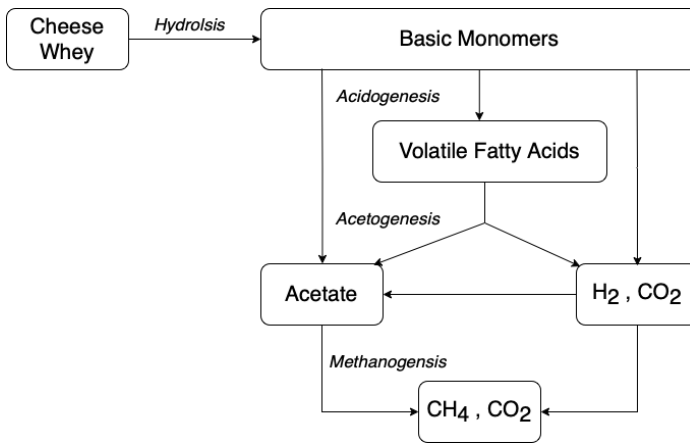 Cheese
Whey
Hydrolsis
Basic Monomers
Acidogenesis
Volatile Fatty Acids
Acetogenesis
Acetate
H₂ , CO₂
Methanogensis
CH₄ , CO₂